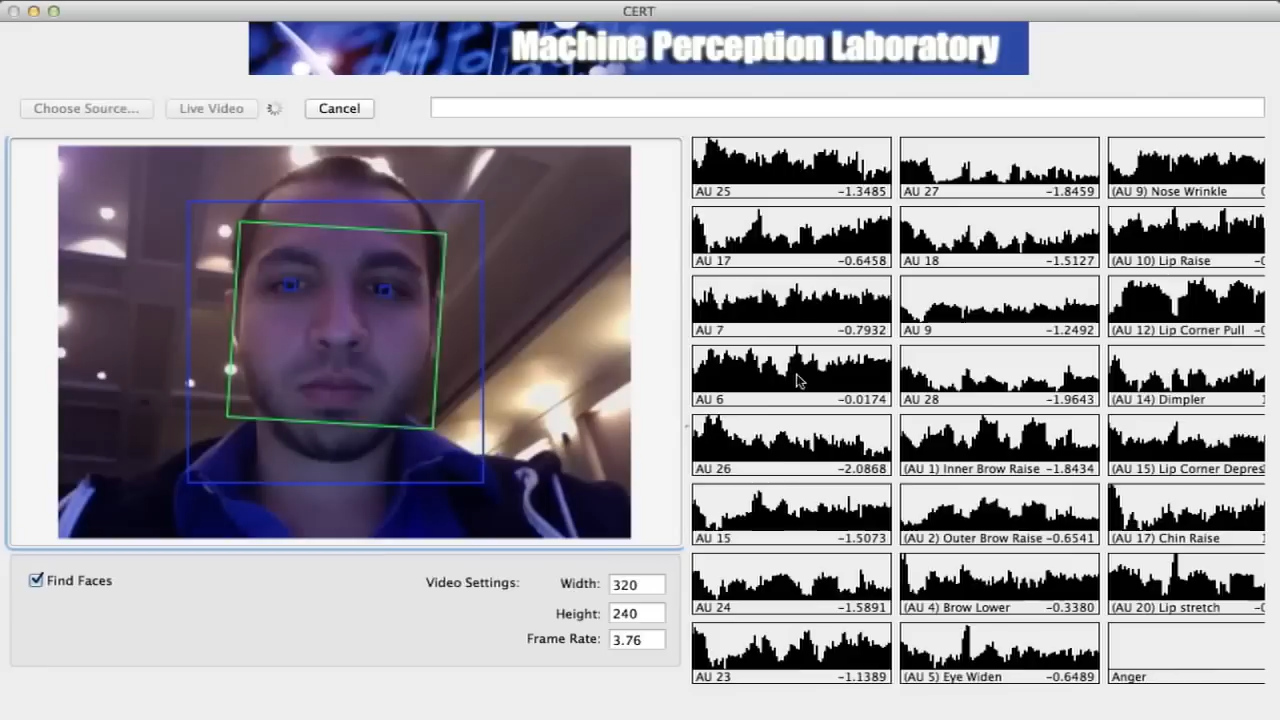 CERT
Machine Perception Laboratory
Choose Source...
Live Video
Cancel
AU 25 -1.3485
AU 27 -1.8459
(AU 9) Nose Wrinkle
AU 17 -0.6458
AU 18 -1.5127
(AU 10) Lip Raise
AU 7 -0.7932
AU 9 -1.2492
(AU 12) Lip Corner Pull
AU 6 -0.0174
AU 28 -1.9643
(AU 14) Dimpler
AU 26 -2.0868
(AU 1) Inner Brow Raise -1.8434
(AU 15) Lip Corner Depres
AU 15 -1.5073
(AU 2) Outer Brow Raise -0.6541
(AU 17) Chin Raise
AU 24 -1.5891
(AU 4) Brow Lower -0.3380
(AU 20) Lip stretch
AU 23 -1.1389
(AU 5) Eye Widen -0.6489
Anger
Find Faces
Video Settings:
Width: 320
Height: 240
Frame Rate: 3.76